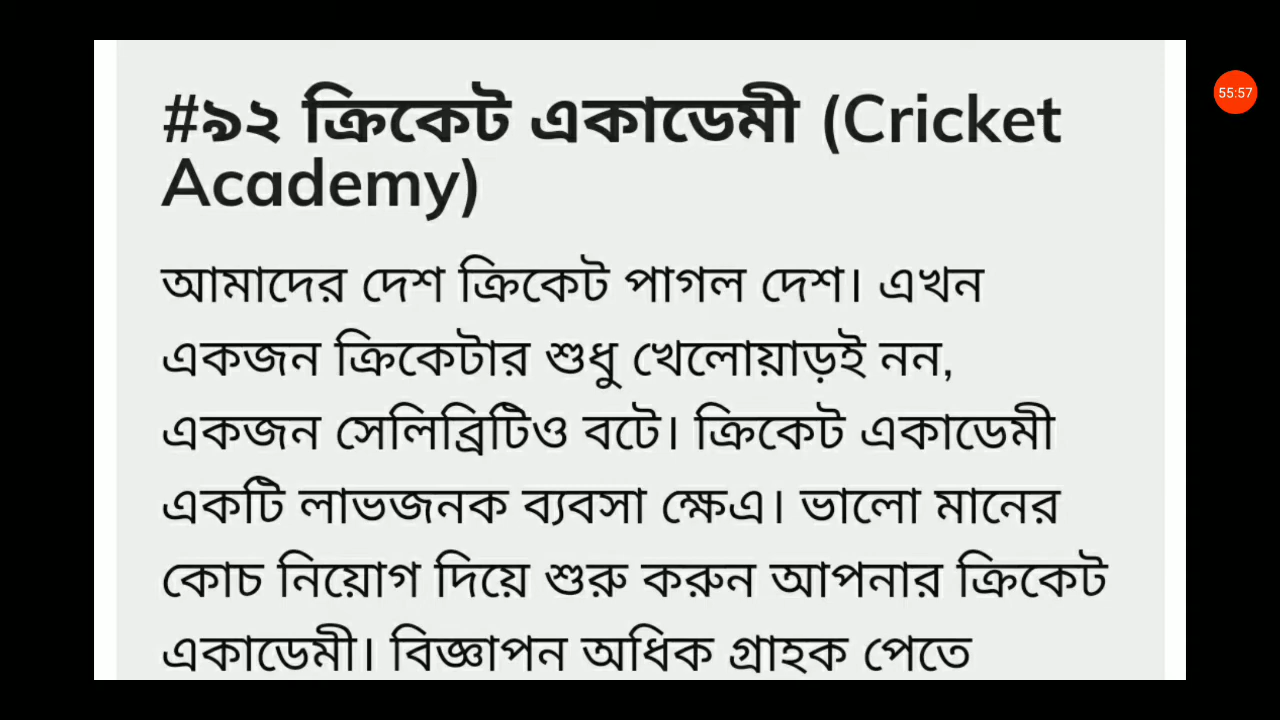 #৯২ ক্রিকেট একাডেমী (Cricket
Academy)
আমাদের দেশ ক্রিকেট পাগল দেশ। এখন
একজন ক্রিকেটার শুধু খেলোয়াড়ই নন,
একজন সেলিব্রিটিও বটে। ক্রিকেট একাডেমী
একটি লাভজনক ব্যবসা ক্ষেএ। ভালো মানের
কোচ নিয়োগ দিয়ে শুরু করুন আপনার ক্রিকেট
একাডেমী। বিজ্ঞাপন অধিক গ্রাহক পেতে
55:57